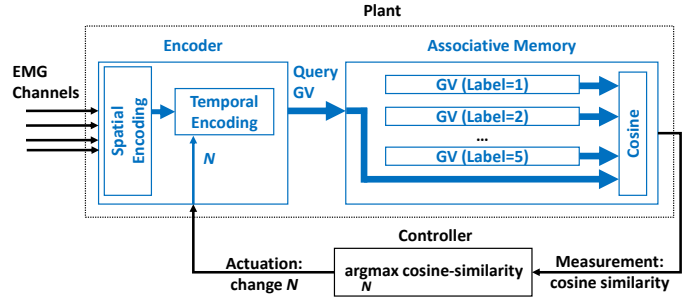 Plant
Encoder
Associative Memory
EMG
Channels
Spatial
Encoding
Temporal
Encoding
N
Query
GV
GV (Label=1)
GV (Label=2)
...
GV (Label=5)
Cosine
Controller
Actuation:
change N
argmax cosine-similarity
N
Measurement:
cosine similarity